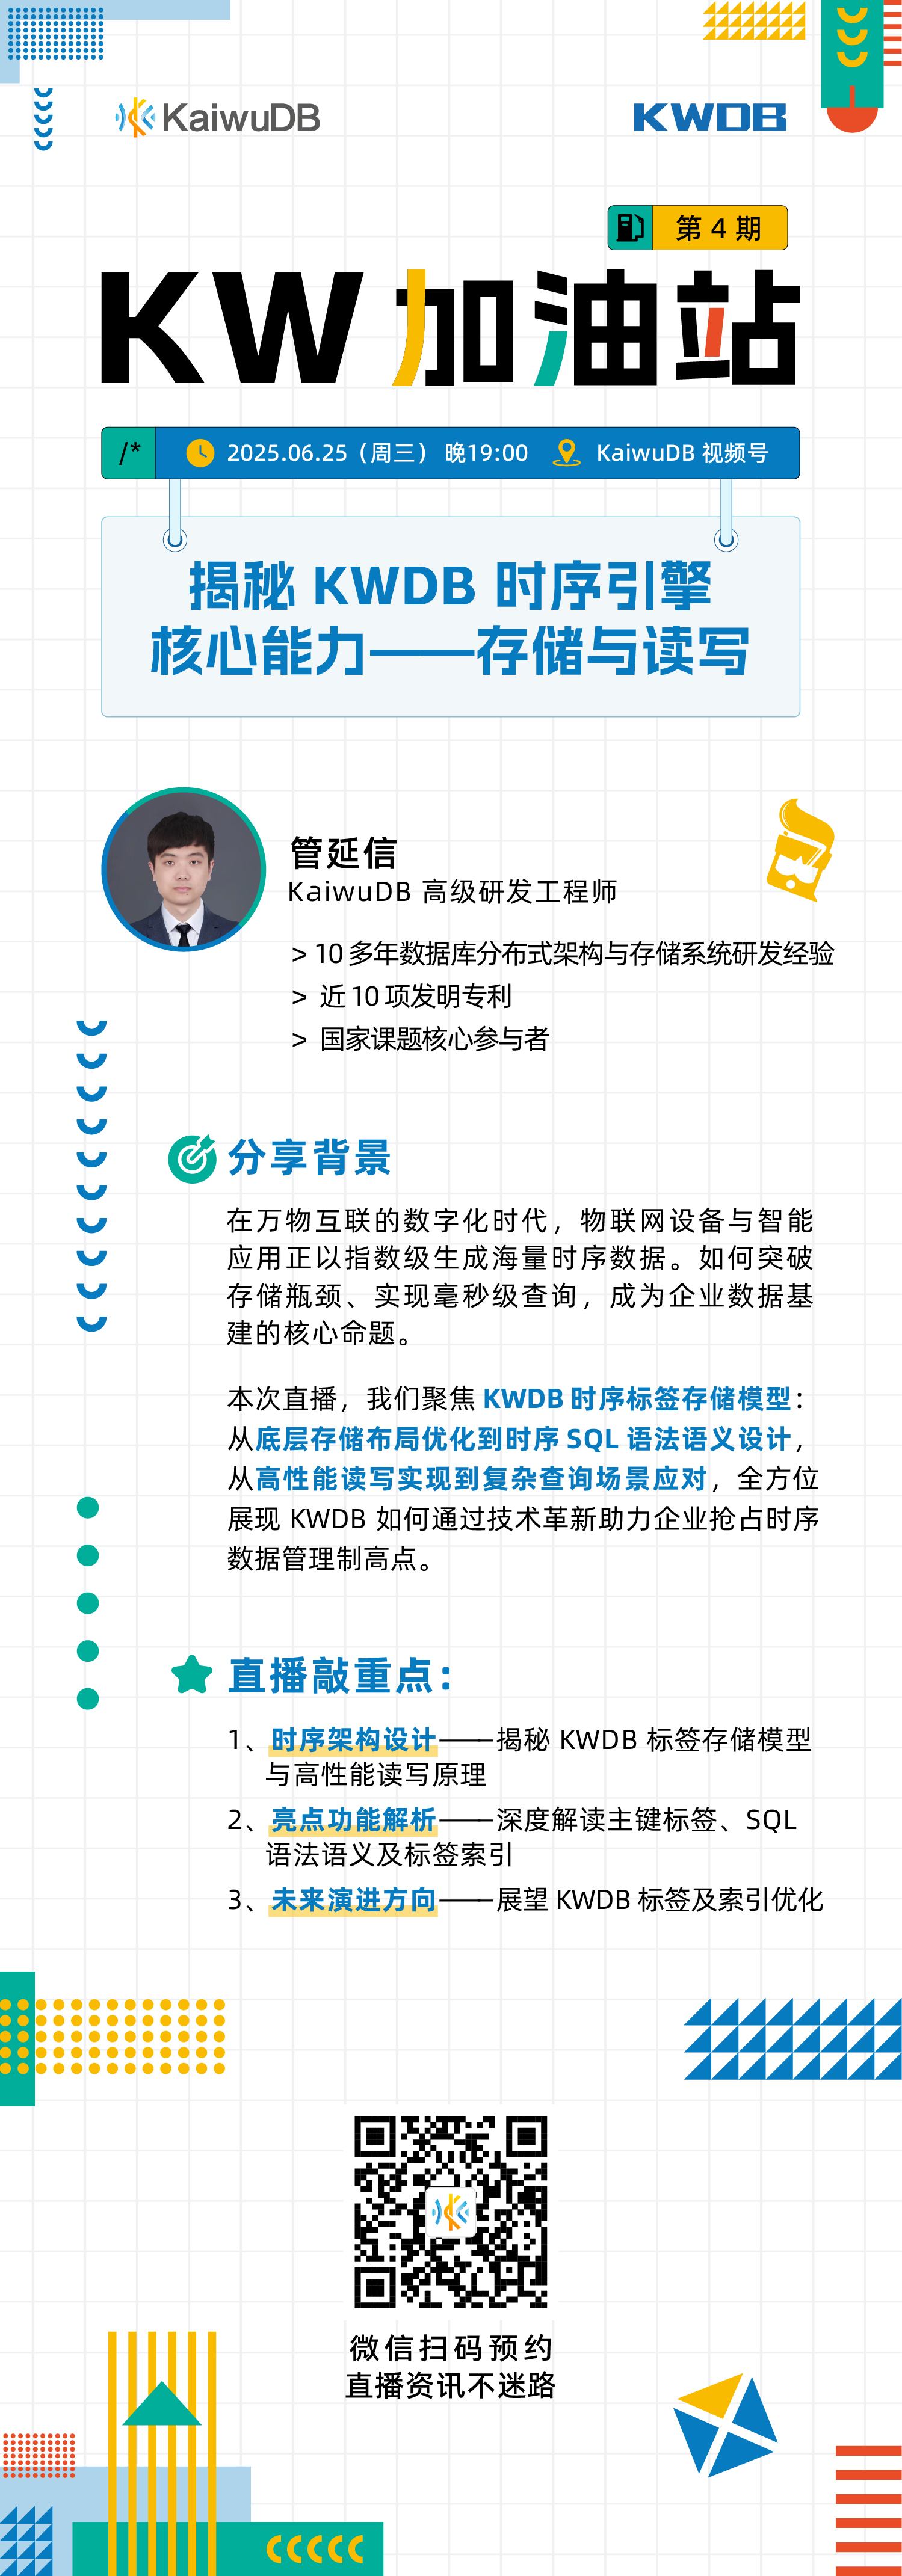 KaiwuDB
KWDB
第 4 期
KW 加油站
/* 2025.06.25（周三） 晚19:00 KaiwuDB 视频号
揭秘 KWDB 时序引擎
核心能力——存储与读写
管延信
KaiwuDB 高级研发工程师
> 10 多年数据库分布式架构与存储系统研发经验
> 近 10 项发明专利
> 国家课题核心参与者
分享背景
在万物互联的数字化时代，物联网设备与智能
应用正以指数级生成海量时序数据。如何突破
存储瓶颈、实现毫秒级查询，成为企业数据基
建的核心命题。
本次直播，我们聚焦 KWDB 时序标签存储模型：
从底层存储布局优化到时序 SQL 语法语义设计，
从高性能读写实现到复杂查询场景应对，全方位
展现 KWDB 如何通过技术革新助力企业抢占时序
数据管理制高点。
直播敲重点：
1、时序架构设计——揭秘 KWDB 标签存储模型
与高性能读写原理
2、亮点功能解析——深度解读主键标签、SQL
语法语义及标签索引
3、未来演进方向——展望 KWDB 标签及索引优化
微信扫码预约
直播资讯不迷路